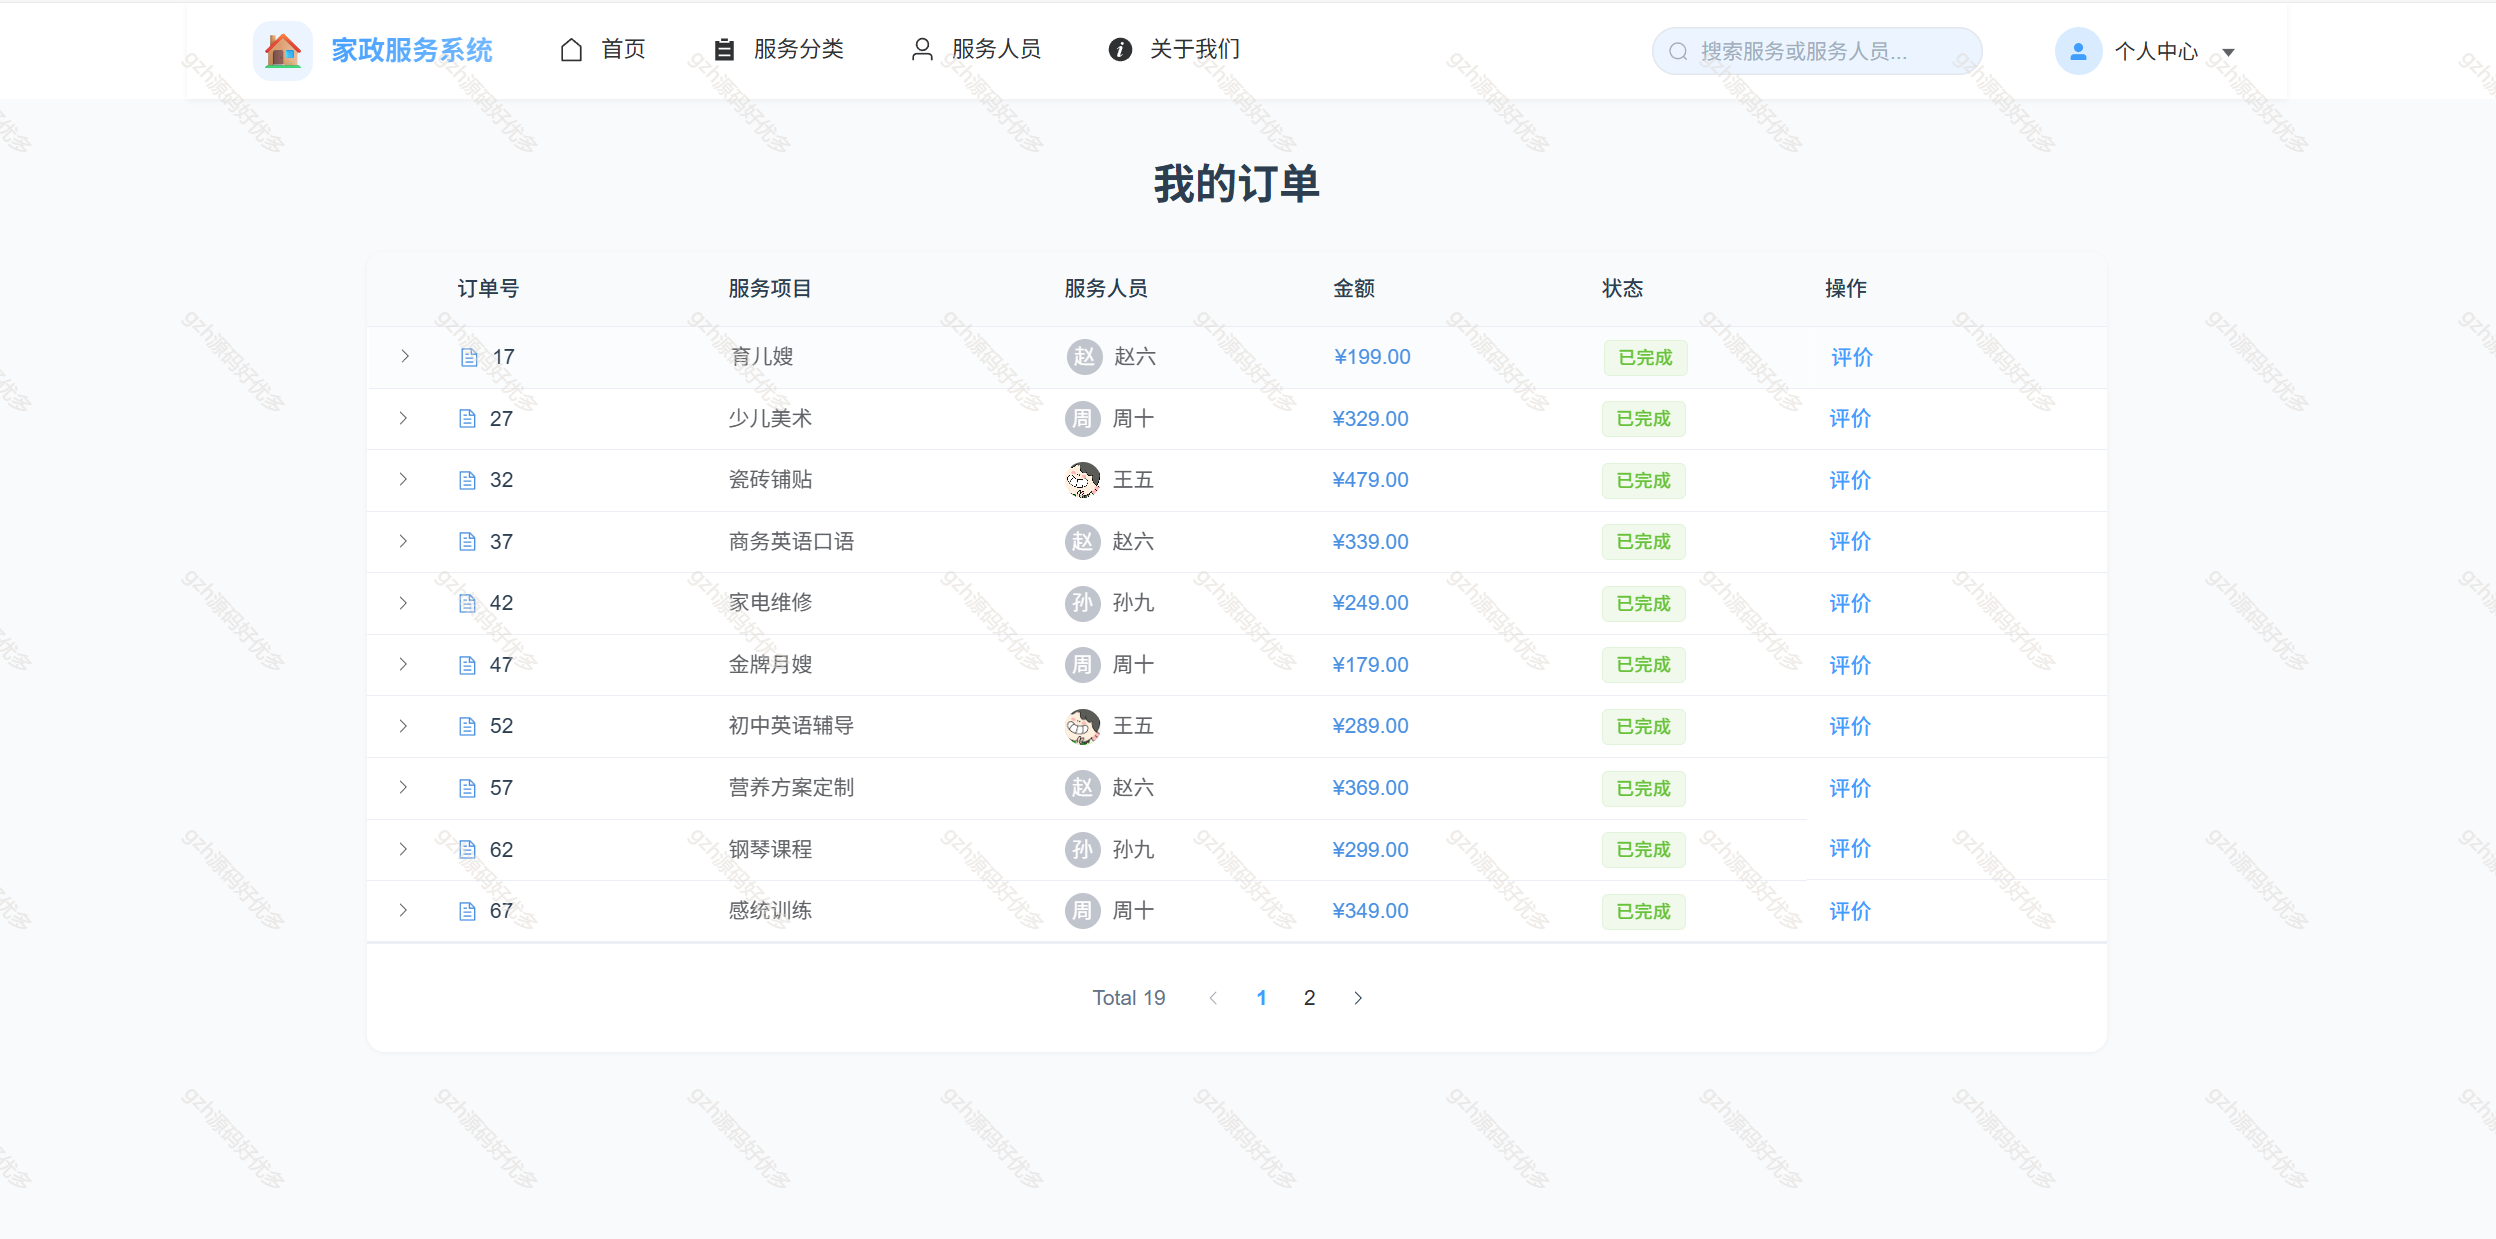 家政服务系统 首页 服务分类 服务人员 关于我们 搜索服务或服务人员... 个人中心
我的订单
订单号 服务项目 服务人员 金额 状态 操作
17 育儿嫂 赵 赵六 ¥199.00 已完成 评价
27 少儿美术 周 周十 ¥329.00 已完成 评价
32 瓷砖铺贴 王五 ¥479.00 已完成 评价
37 商务英语口语 赵 赵六 ¥339.00 已完成 评价
42 家电维修 孙 孙九 ¥249.00 已完成 评价
47 金牌月嫂 周 周十 ¥179.00 已完成 评价
52 初中英语辅导 王五 ¥289.00 已完成 评价
57 营养方案定制 赵 赵六 ¥369.00 已完成 评价
62 钢琴课程 孙 孙九 ¥299.00 已完成 评价
67 感统训练 周 周十 ¥349.00 已完成 评价
Total 19 1 2
gzh源码好优多